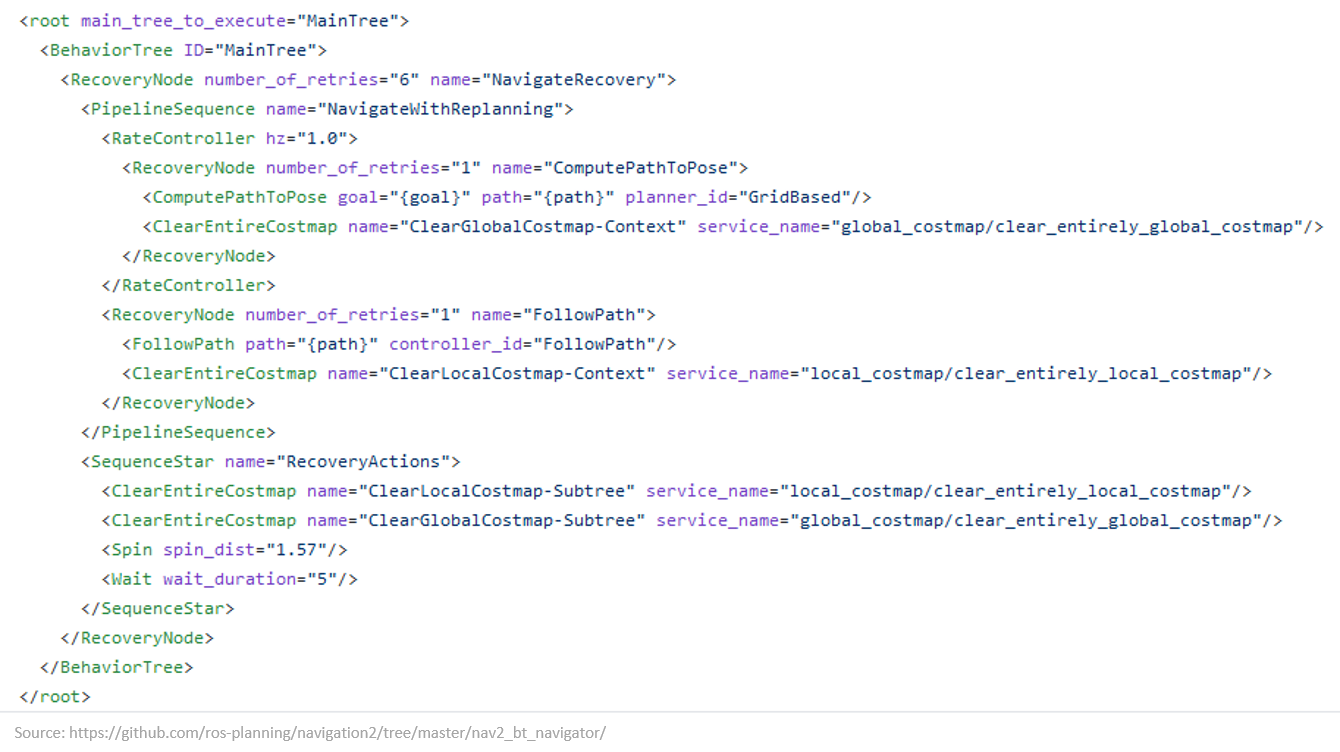 <root main_tree_to_execute="MainTree">
  <BehaviorTree ID="MainTree">
    <RecoveryNode number_of_retries="6" name="NavigateRecovery">
      <PipelineSequence name="NavigateWithReplanning">
        <RateController hz="1.0">
          <RecoveryNode number_of_retries="1" name="ComputePathToPose">
            <ComputePathToPose goal="{goal}" path="{path}" planner_id="GridBased"/>
            <ClearEntireCostmap name="ClearGlobalCostmap-Context" service_name="global_costmap/clear_entirely_global_costmap"/>
          </RecoveryNode>
        </RateController>
        <RecoveryNode number_of_retries="1" name="FollowPath">
          <FollowPath path="{path}" controller_id="FollowPath"/>
          <ClearEntireCostmap name="ClearLocalCostmap-Context" service_name="local_costmap/clear_entirely_local_costmap"/>
        </RecoveryNode>
      </PipelineSequence>
      <SequenceStar name="RecoveryActions">
        <ClearEntireCostmap name="ClearLocalCostmap-Subtree" service_name="local_costmap/clear_entirely_local_costmap"/>
        <ClearEntireCostmap name="ClearGlobalCostmap-Subtree" service_name="global_costmap/clear_entirely_global_costmap"/>
        <Spin spin_dist="1.57"/>
        <Wait wait_duration="5"/>
      </SequenceStar>
    </RecoveryNode>
  </BehaviorTree>
</root>
Source: https://github.com/ros-planning/navigation2/tree/master/nav2_bt_navigator/